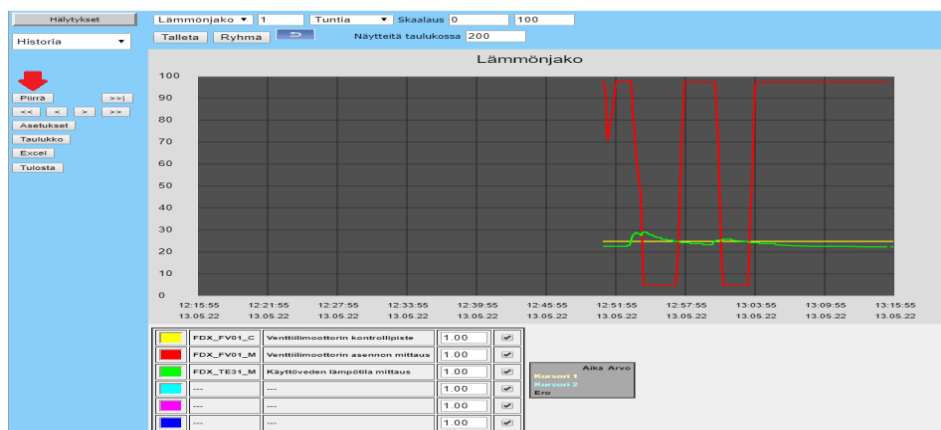 Hälytykset
Lämmönjako 1 Tuntia Skaalaus 0 100
Historia
Talleta Ryhmä Näytteitä taulukossa 200
Lämmönjako
Piirrä >>|
<< < > >>
Asetukset
Taulukko
Excel
Tulosta
100
90
80
70
60
50
40
30
20
10
0
12:15:55 12:21:55 12:27:55 12:33:55 12:39:55 12:45:55 12:51:55 12:57:55 13:03:55 13:09:55 13:15:55
13.05.22 13.05.22 13.05.22 13.05.22 13.05.22 13.05.22 13.05.22 13.05.22 13.05.22 13.05.22 13.05.22
FDX_FV01_C Venttiilimoottorin kontrollipiste 1.00
FDX_FV01_M Venttiilimoottorin asennon mittaus 1.00
FDX_TE31_M Käyttöveden lämpötila mittaus 1.00
--- --- 1.00
--- --- 1.00
--- --- 1.00
Aika Arvo
Kursori 1
Kursori 2
Ero